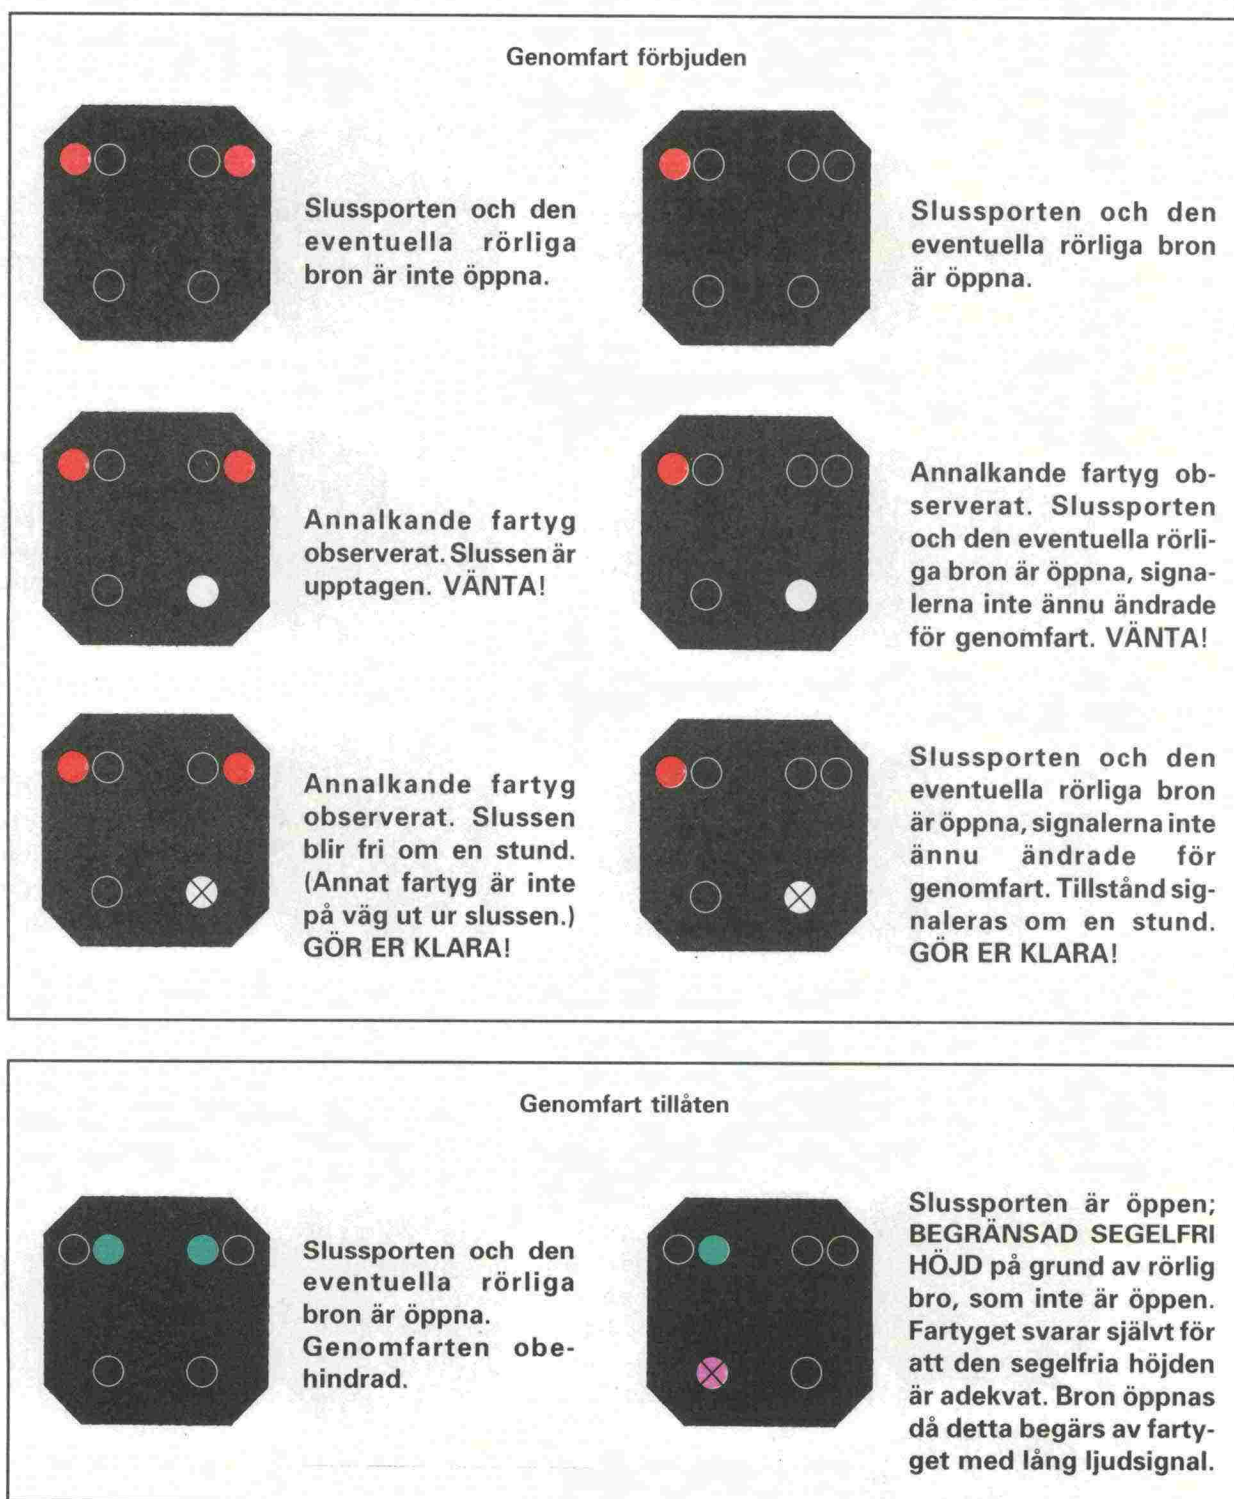 Genomfart förbjuden
Slussporten och den
eventuella rörliga
bron är inte öppna.
Slussporten och den
eventuella rörliga bron
är öppna.
Annalkande fartyg
observerat. Slussen är
upptagen. VÄNTA!
Annalkande fartyg ob-
serverat. Slussporten
och den eventuella rörli-
ga bron är öppna, signa-
lerna inte ännu ändrade
för genomfart. VÄNTA!
Annalkande fartyg
observerat. Slussen
blir fri om en stund.
(Annat fartyg är inte
på väg ut ur slussen.)
GÖR ER KLARA!
Slussporten och den
eventuella rörliga bron
är öppna, signalerna inte
ännu ändrade för
genomfart. Tillstånd sig-
naleras om en stund.
GÖR ER KLARA!
Genomfart tillåten
Slussporten och den
eventuella rörliga
bron är öppna.
Genomfarten obe-
hindrad.
Slussporten är öppen;
BEGRÄNSAD SEGELFRI
HÖJD på grund av rörlig
bro, som inte är öppen.
Fartyget svarar självt för
att den segelfria höjden
är adekvat. Bron öppnas
då detta begärs av farty-
get med lång ljudsignal.